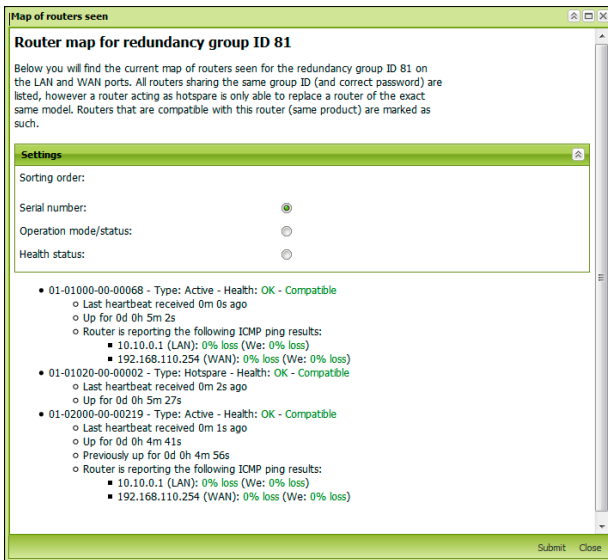 Map of routers seen
Router map for redundancy group ID 81
Below you will find the current map of routers seen for the redundancy group ID 81 on
the LAN and WAN ports. All routers sharing the same group ID (and correct password) are
listed, however a router acting as hotspare is only able to replace a router of the exact
same model. Routers that are compatible with this router (same product) are marked as
such.
Settings
Sorting order:
Serial number:
Operation mode/status:
Health status:
01-01000-00-00068 - Type: Active - Health: OK - Compatible
Last heartbeat received 0m 0s ago
Up for 0d 0h 5m 2s
Router is reporting the following ICMP ping results:
10.10.0.1 (LAN): 0% loss (We: 0% loss)
192.168.110.254 (WAN): 0% loss (We: 0% loss)
01-01020-00-00002 - Type: Hotspare - Health: OK - Compatible
Last heartbeat received 0m 2s ago
Up for 0d 0h 5m 27s
01-02000-00-00219 - Type: Active - Health: OK - Compatible
Last heartbeat received 0m 1s ago
Up for 0d 0h 4m 41s
Previously up for 0d 0h 4m 56s
Router is reporting the following ICMP ping results:
10.10.0.1 (LAN): 0% loss (We: 0% loss)
192.168.110.254 (WAN): 0% loss (We: 0% loss)
Submit Close